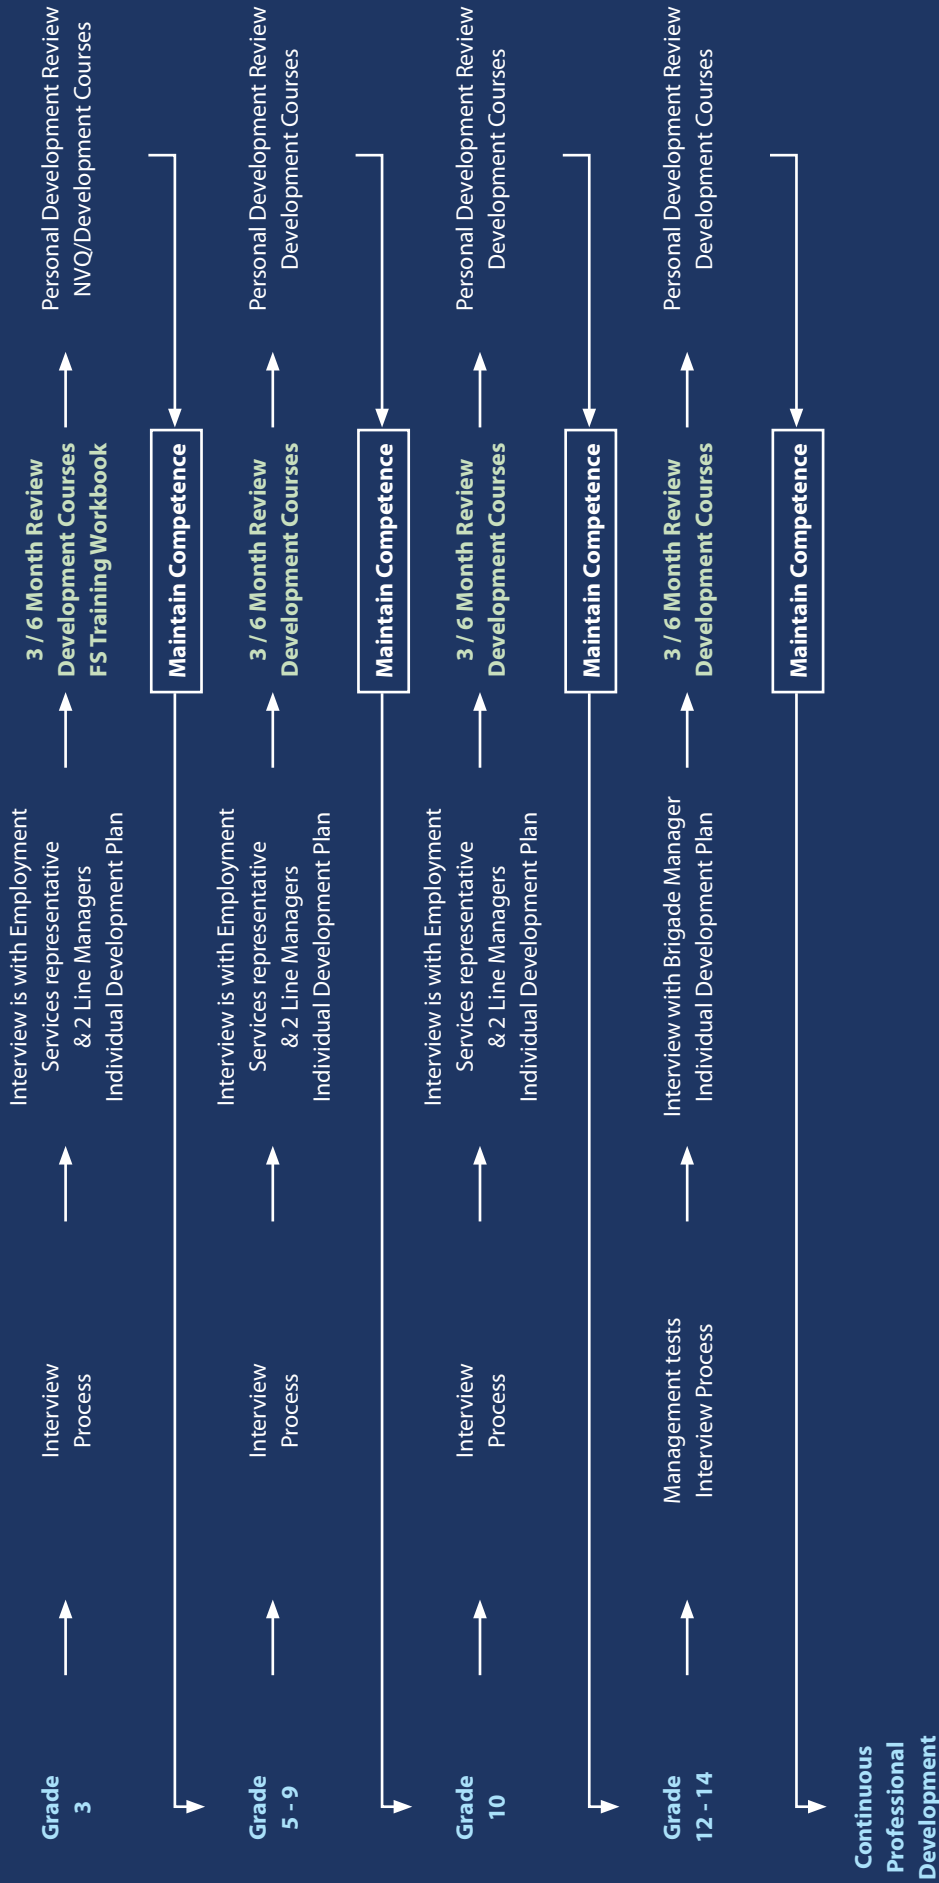 Grade
3
Interview
Process
Interview is with Employment
Services representative
& 2 Line Managers
Individual Development Plan
3 / 6 Month Review
Development Courses
FS Training Workbook
Personal Development Review
NVQ/Development Courses
Maintain Competence
Grade
5 - 9
Interview
Process
Interview is with Employment
Services representative
& 2 Line Managers
Individual Development Plan
3 / 6 Month Review
Development Courses
Personal Development Review
Development Courses
Maintain Competence
Grade
10
Interview
Process
Interview is with Employment
Services representative
& 2 Line Managers
Individual Development Plan
3 / 6 Month Review
Development Courses
Personal Development Review
Development Courses
Maintain Competence
Grade
12 - 14
Management tests
Interview Process
Interview with Brigade Manager
Individual Development Plan
3 / 6 Month Review
Development Courses
Personal Development Review
Development Courses
Maintain Competence
Continuous
Professional
Development